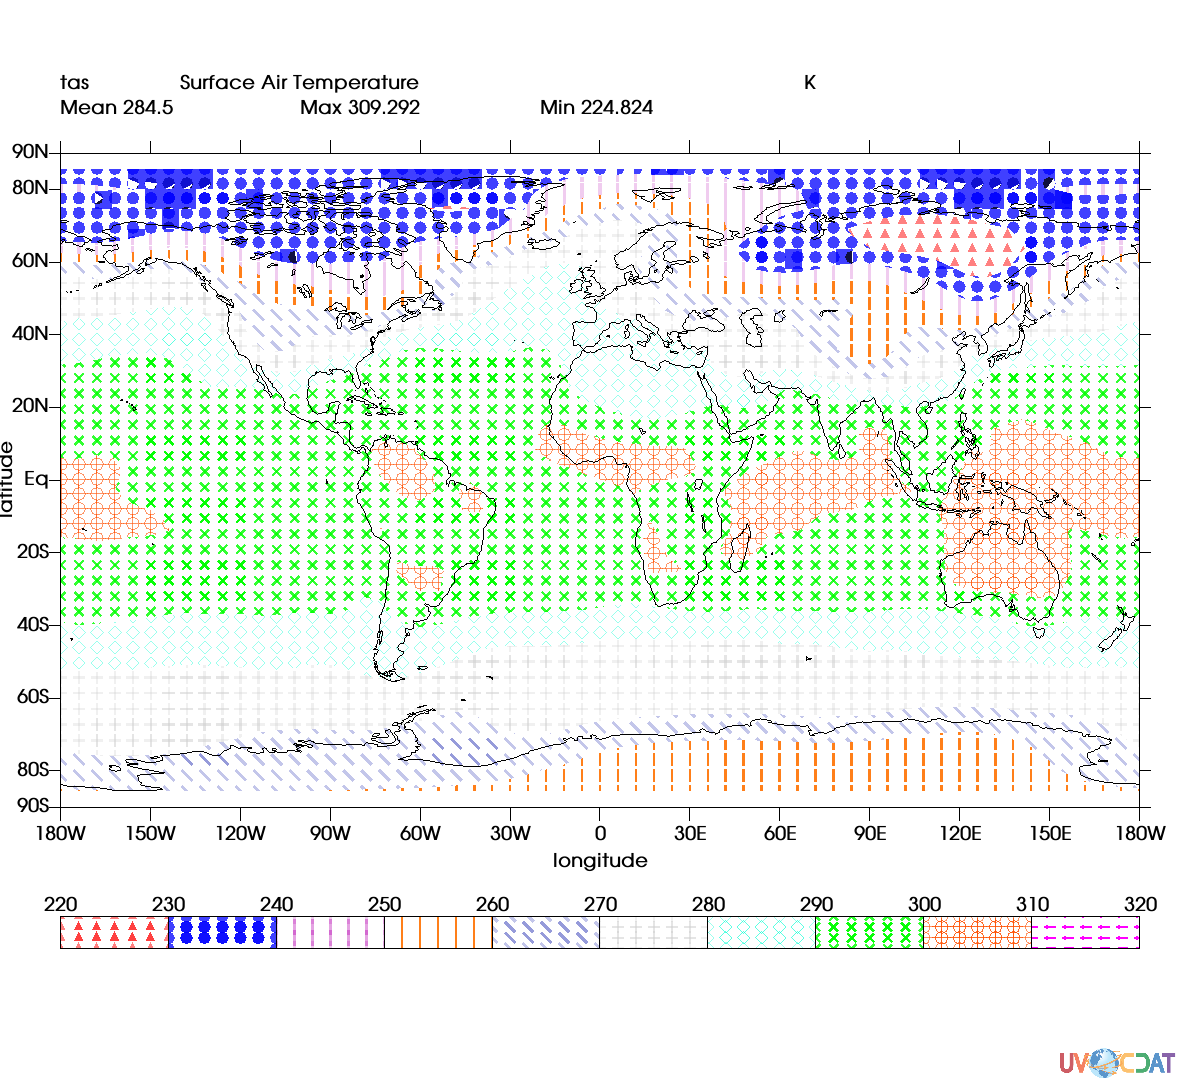 tas Surface Air Temperature K
Mean 284.5 Max 309.292 Min 224.824
90N
80N
60N
40N
20N
Eq
20S
40S
60S
80S
90S
latitude
180W 150W 120W 90W 60W 30W 0 30E 60E 90E 120E 150E 180W
longitude
220 230 240 250 260 270 280 290 300 310 320
UVCDAT